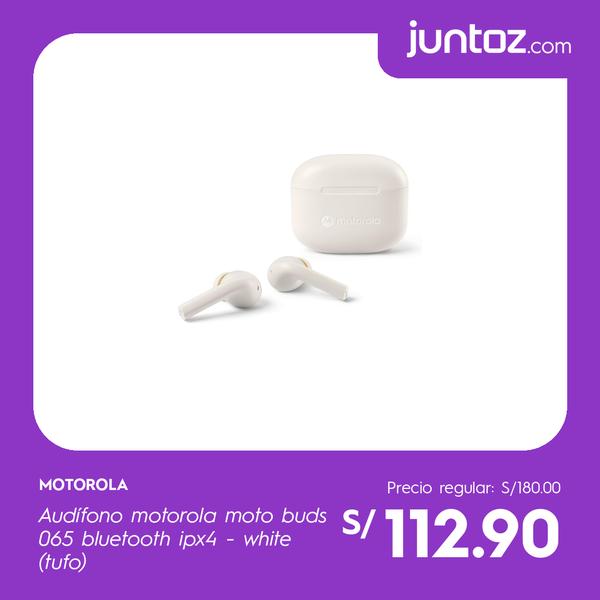 juntoz.com
motorola
MOTOROLA
Audífono motorola moto buds
065 bluetooth ipx4 - white
(tufo)
Precio regular: S/180.00
S/112.90